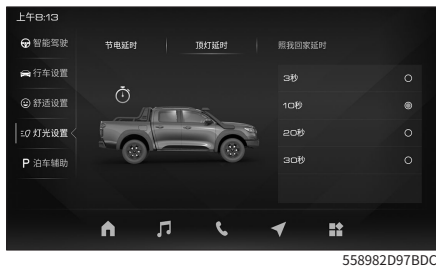 上午8:13
智能驾驶
节电延时 顶灯延时 照我回家延时
行车设置
3秒
舒适设置
10秒
灯光设置
20秒
P 泊车辅助
30秒
558982D97BDC